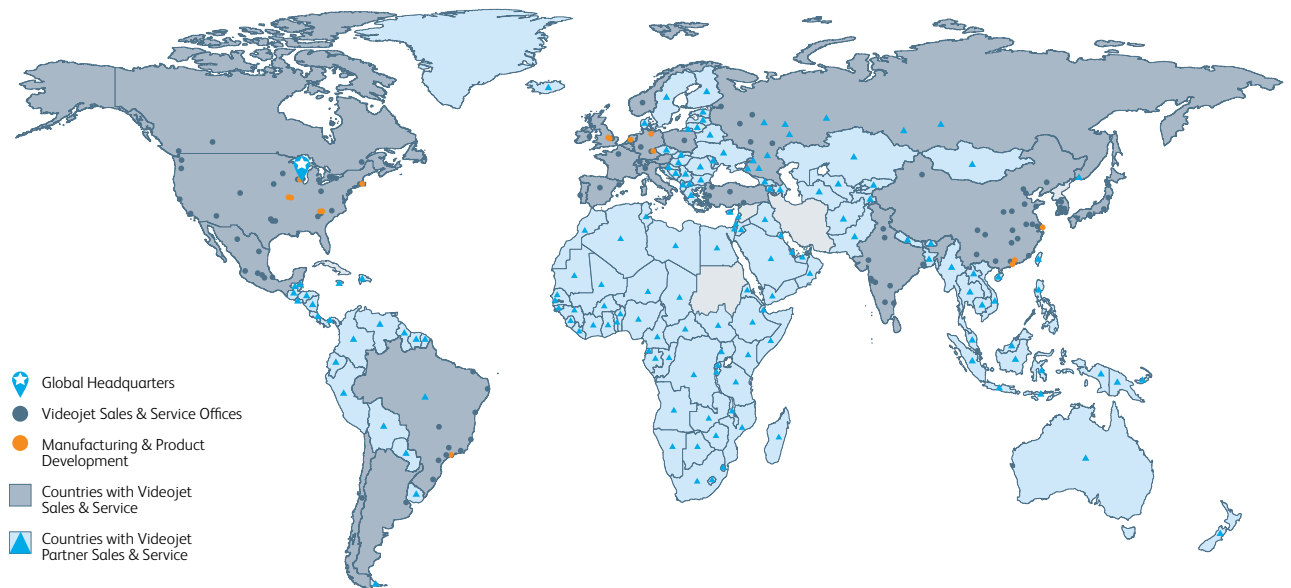 Global Headquarters
Videojet Sales & Service Offices
Manufacturing & Product
Development
Countries with Videojet
Sales & Service
Countries with Videojet
Partner Sales & Service